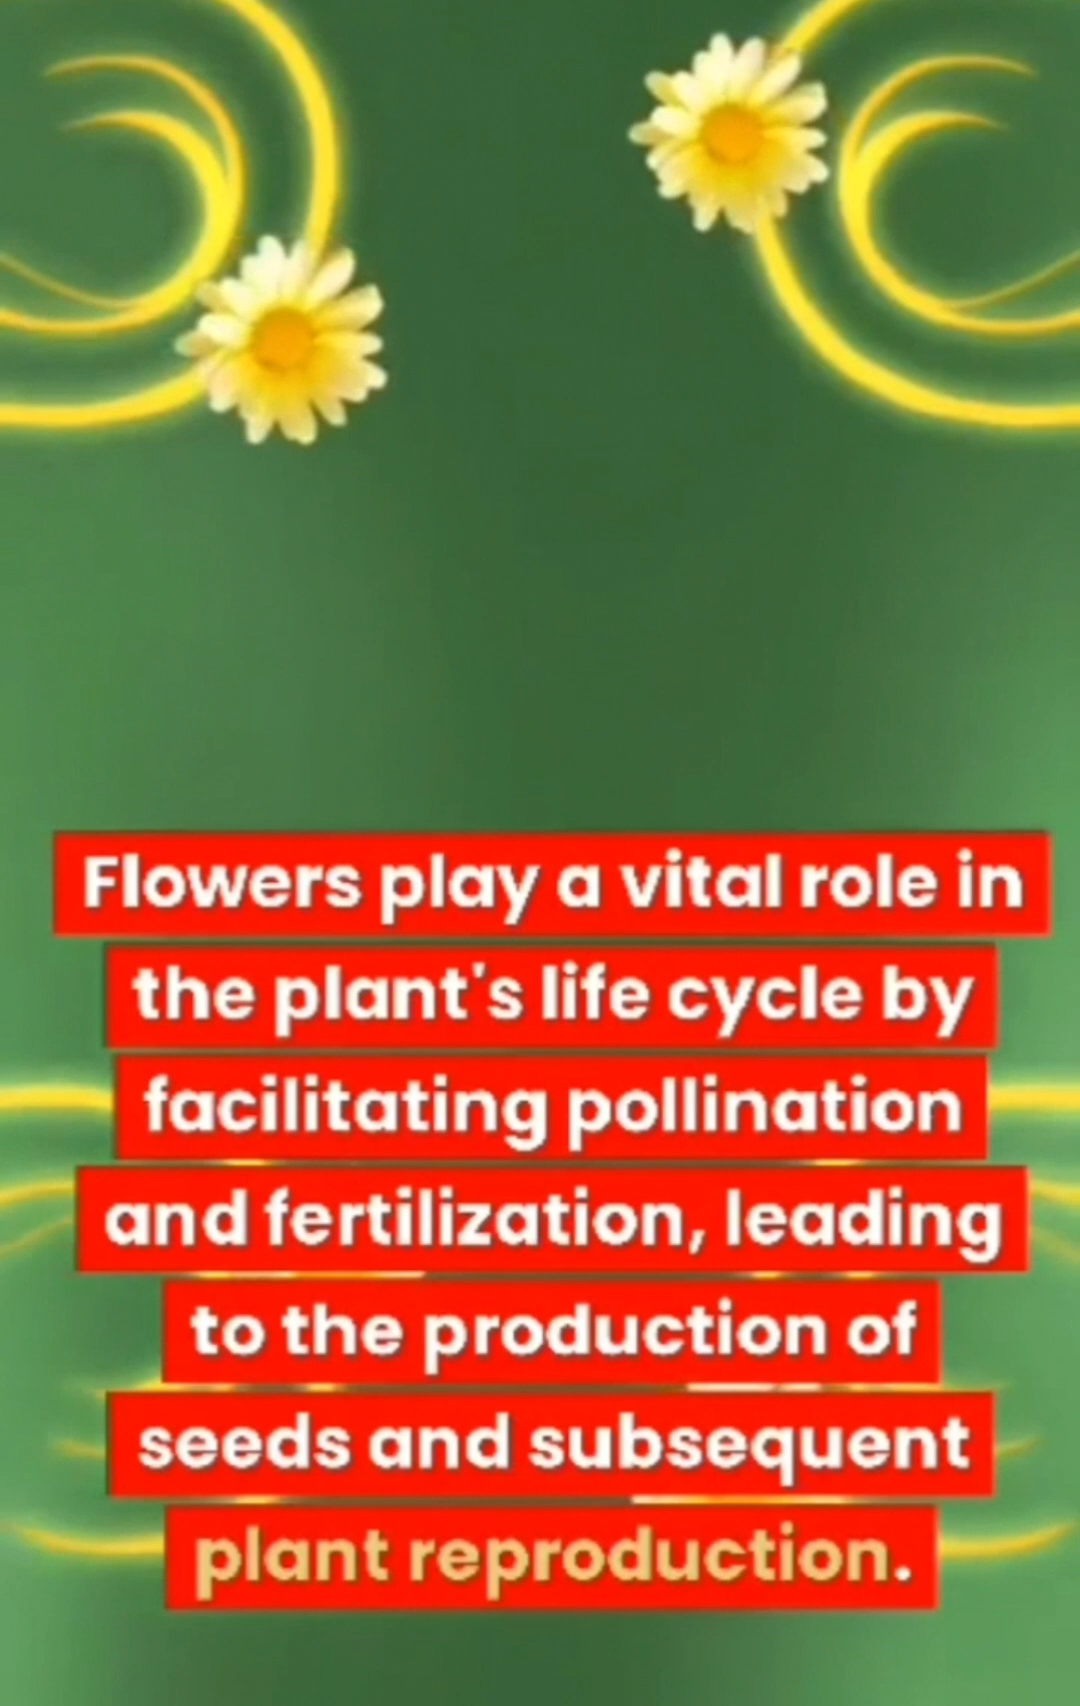 Flowers play a vital role in
the plant's life cycle by
facilitating pollination
and fertilization, leading
to the production of
seeds and subsequent
plant reproduction.